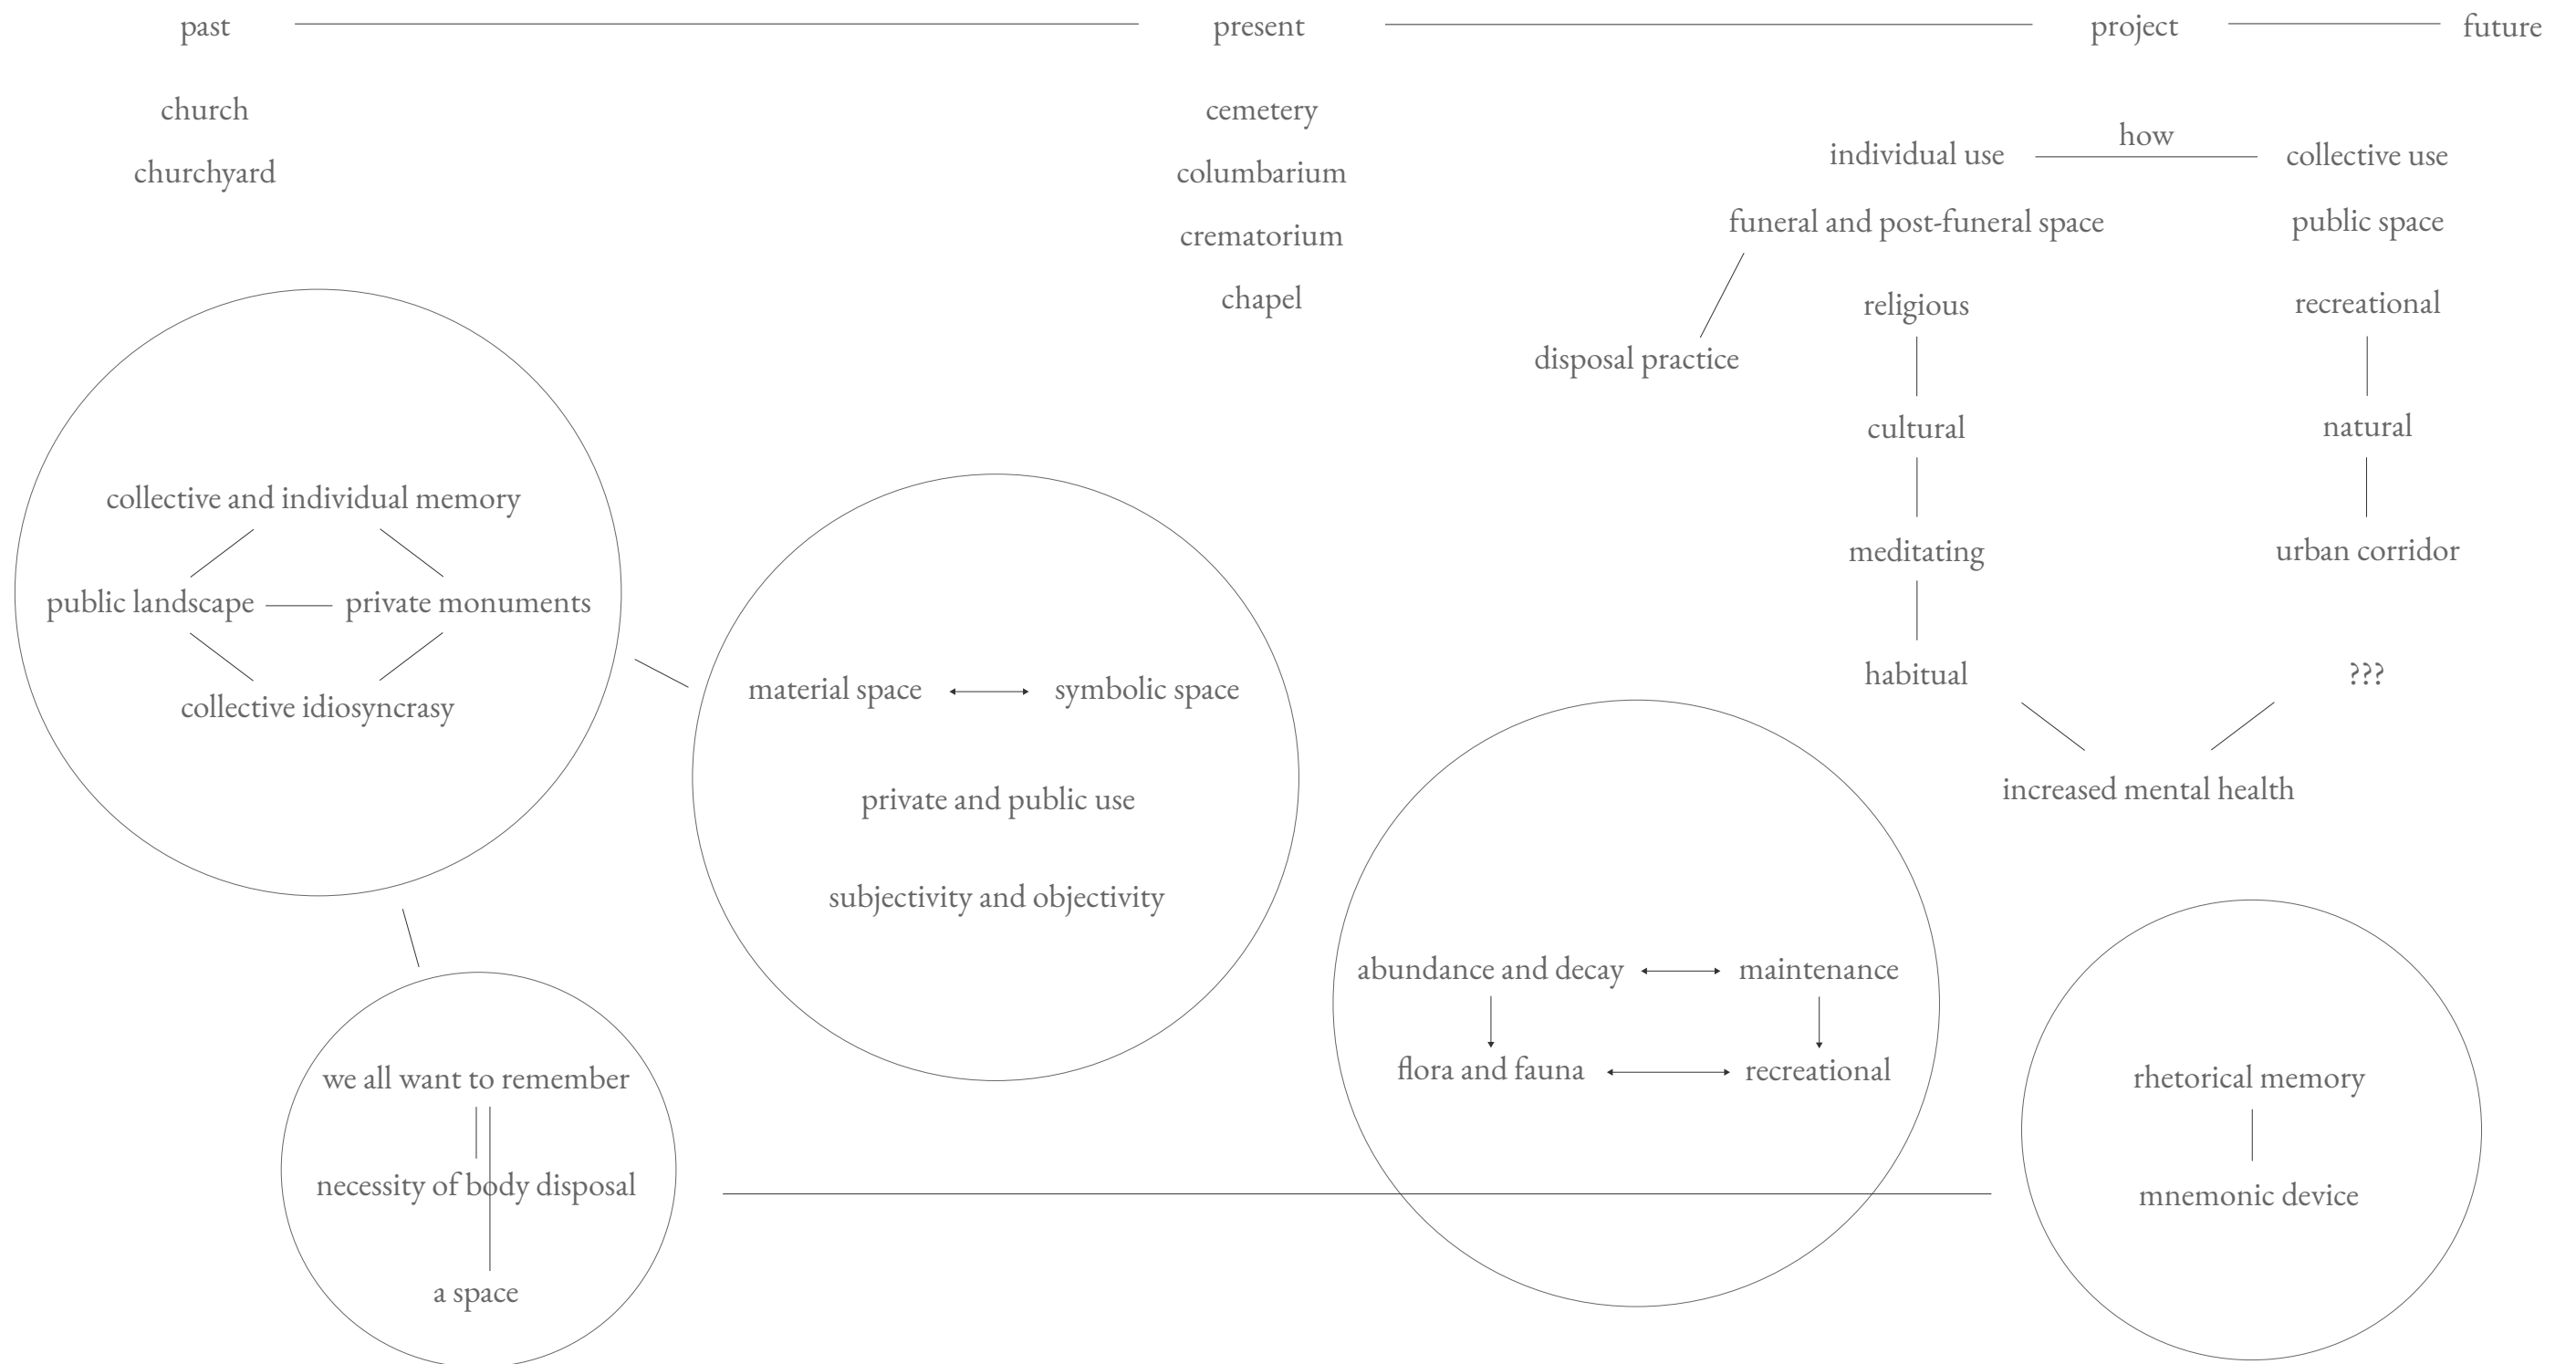 past
present
project
future
church
churchyard
cemetery
columbarium
crematorium
chapel
how
individual use
collective use
funeral and post-funeral space
public space
disposal practice
religious
cultural
meditating
habitual
recreational
natural
urban corridor
???
increased mental health
collective and individual memory
public landscape
private monuments
collective idiosyncrasy
material space
symbolic space
private and public use
subjectivity and objectivity
abundance and decay
maintenance
flora and fauna
recreational
we all want to remember
necessity of body disposal
a space
rhetorical memory
mnemonic device